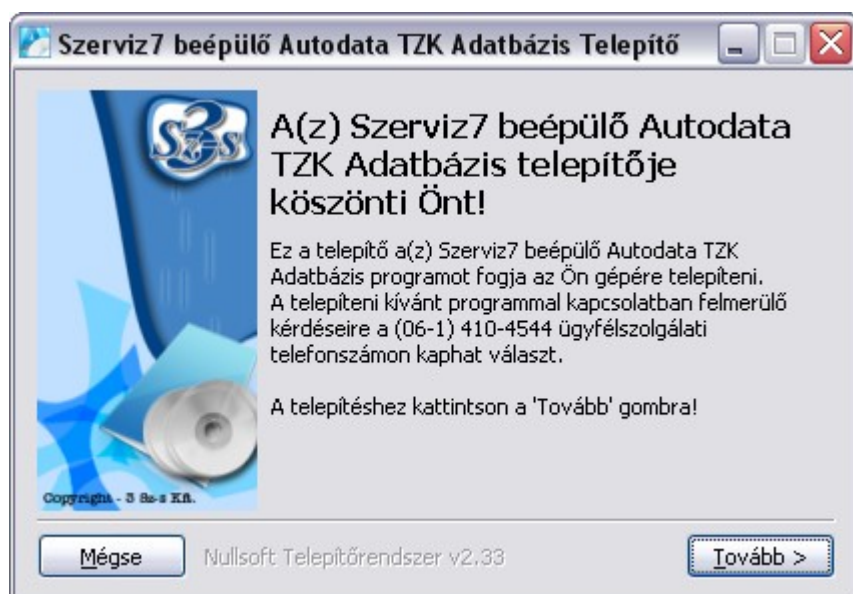 Szerviz7 beépülő Autodata TZK Adatbázis Telepítő
3
Sz-s
A(z) Szerviz7 beépülő Autodata
TZK Adatbázis telepítője
köszönti Önt!
Ez a telepítő a(z) Szerviz7 beépülő Autodata TZK
Adatbázis programot fogja az Ön gépére telepíteni.
A telepíteni kívánt programmal kapcsolatban felmerülő
kérdéseire a (06-1) 410-4544 ügyfélszolgálati
telefonszámon kaphat választ.
A telepítéshez kattintson a 'Tovább' gombra!
Copyright - 3 Sz-s Kft.
Mégse
Nullsoft Telepítőrendszer v2.33
Tovább >